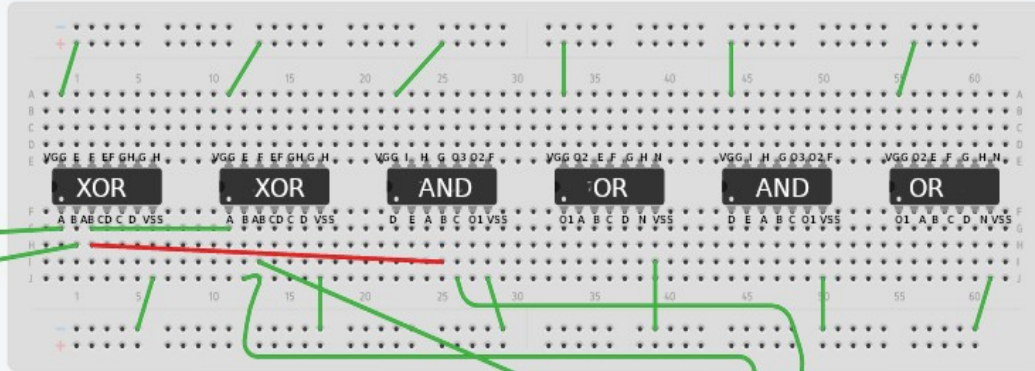 −
+
1 5 10 15 20 25 30 35 40 45 50 55 60
A A
B B
C C
D D
E VGG E F EF GH G H VGG E F EF GH G H VGG I H G O3 O2 F VGG O2 E F G H N VGG I H G O3 O2 F VGG O2 E F G H N E
XOR XOR AND OR AND OR
F F
A B AB CD C D VSS A B AB CD C D VSS D E A B C O1 VSS O1 A B C D N VSS D E A B C O1 VSS O1 A B C D N VSS
G G
H H
I I
J J
1 5 10 15 20 25 30 35 40 45 50 55 60
−
+